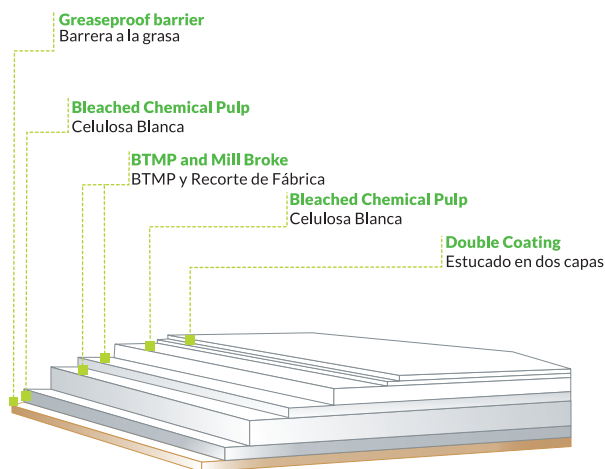 Greaseproof barrier
Barrera a la grasa
Bleached Chemical Pulp
Celulosa Blanca
BTMP and Mill Broke
BTMP y Recorte de Fábrica
Bleached Chemical Pulp
Celulosa Blanca
Double Coating
Estucado en dos capas